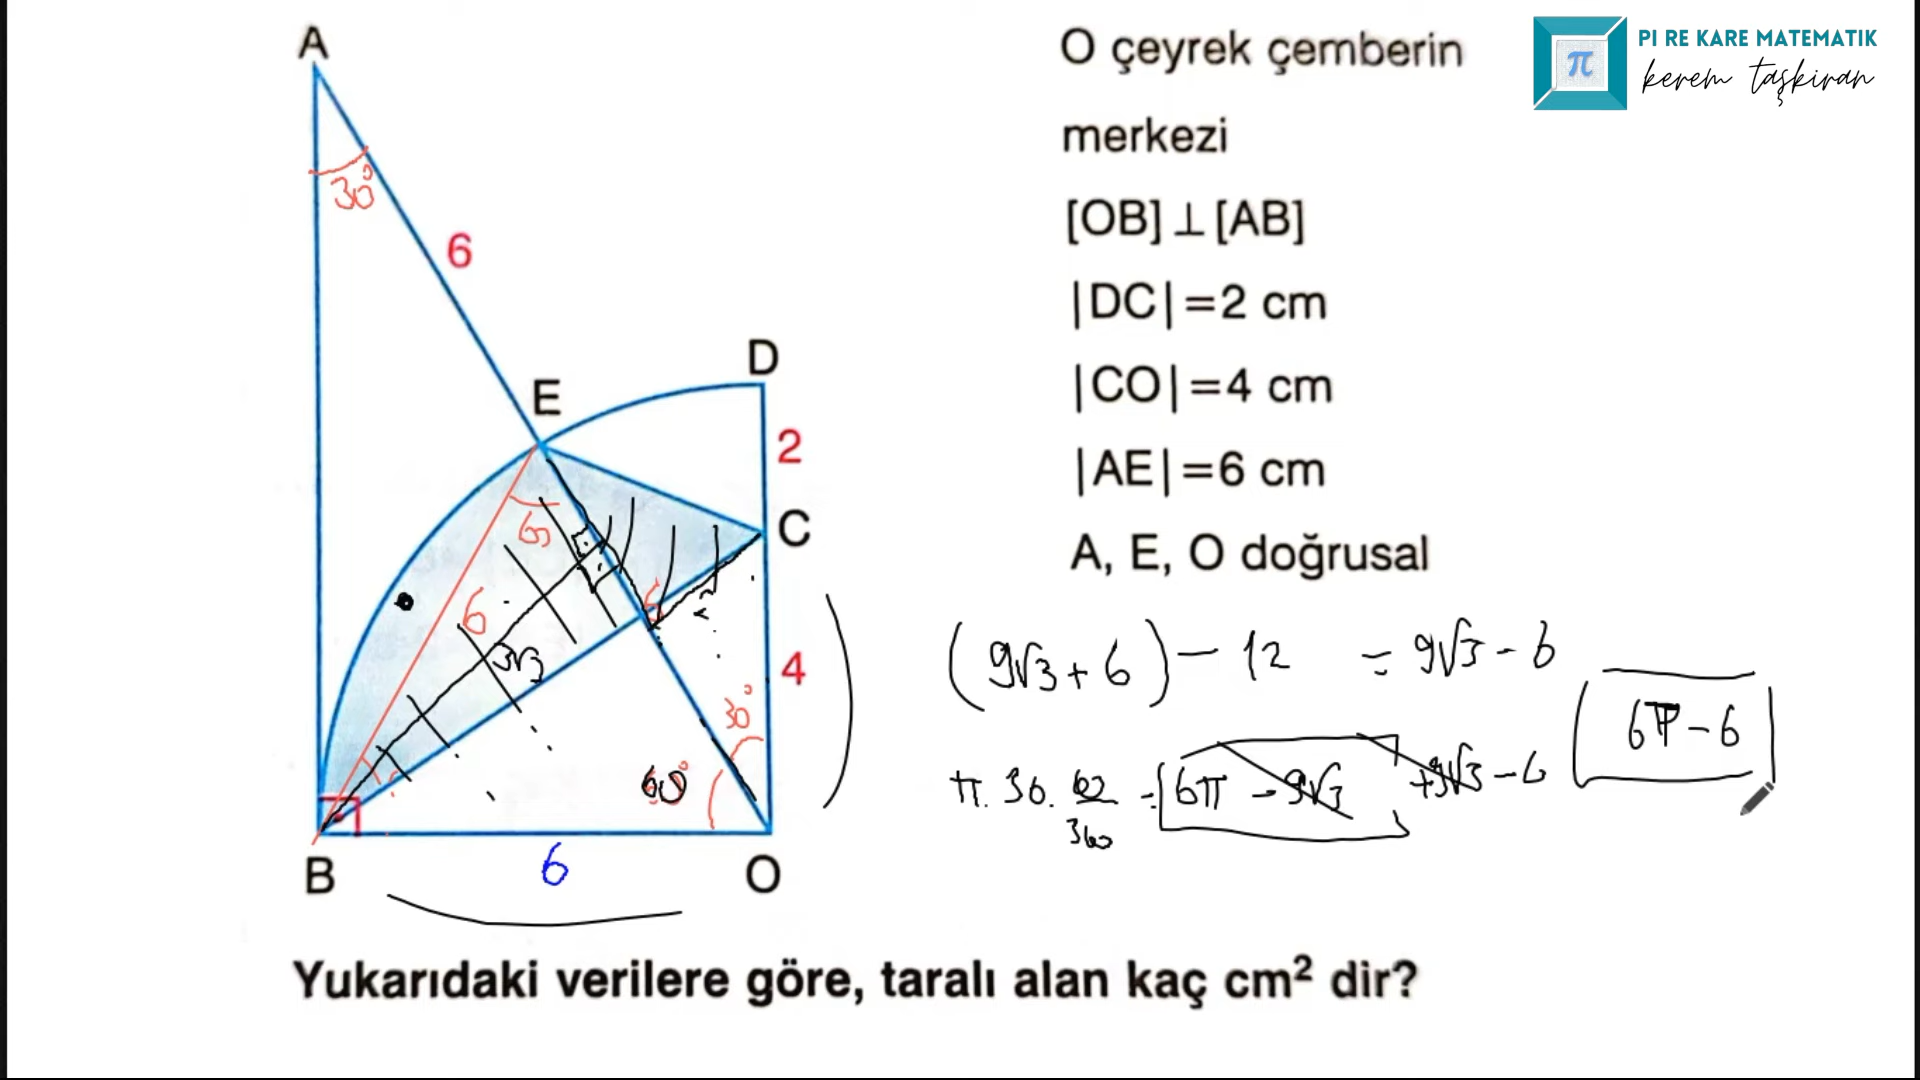 PI RE KARE MATEMATIK
kerem taşkıran
A
30°
6
E
D
2
C
6
3√3
30°
4
60°
B
6
O
O çeyrek çemberin
merkezi
[OB] ⊥ [AB]
|DC| = 2 cm
|CO| = 4 cm
|AE| = 6 cm
A, E, O doğrusal
(9√3 + 6) - 12 = 9√3 - 6
π. 36. 60/360 = 6π - 9√3 + 9√3 - 6
6π - 6
Yukarıdaki verilere göre, taralı alan kaç cm² dir?